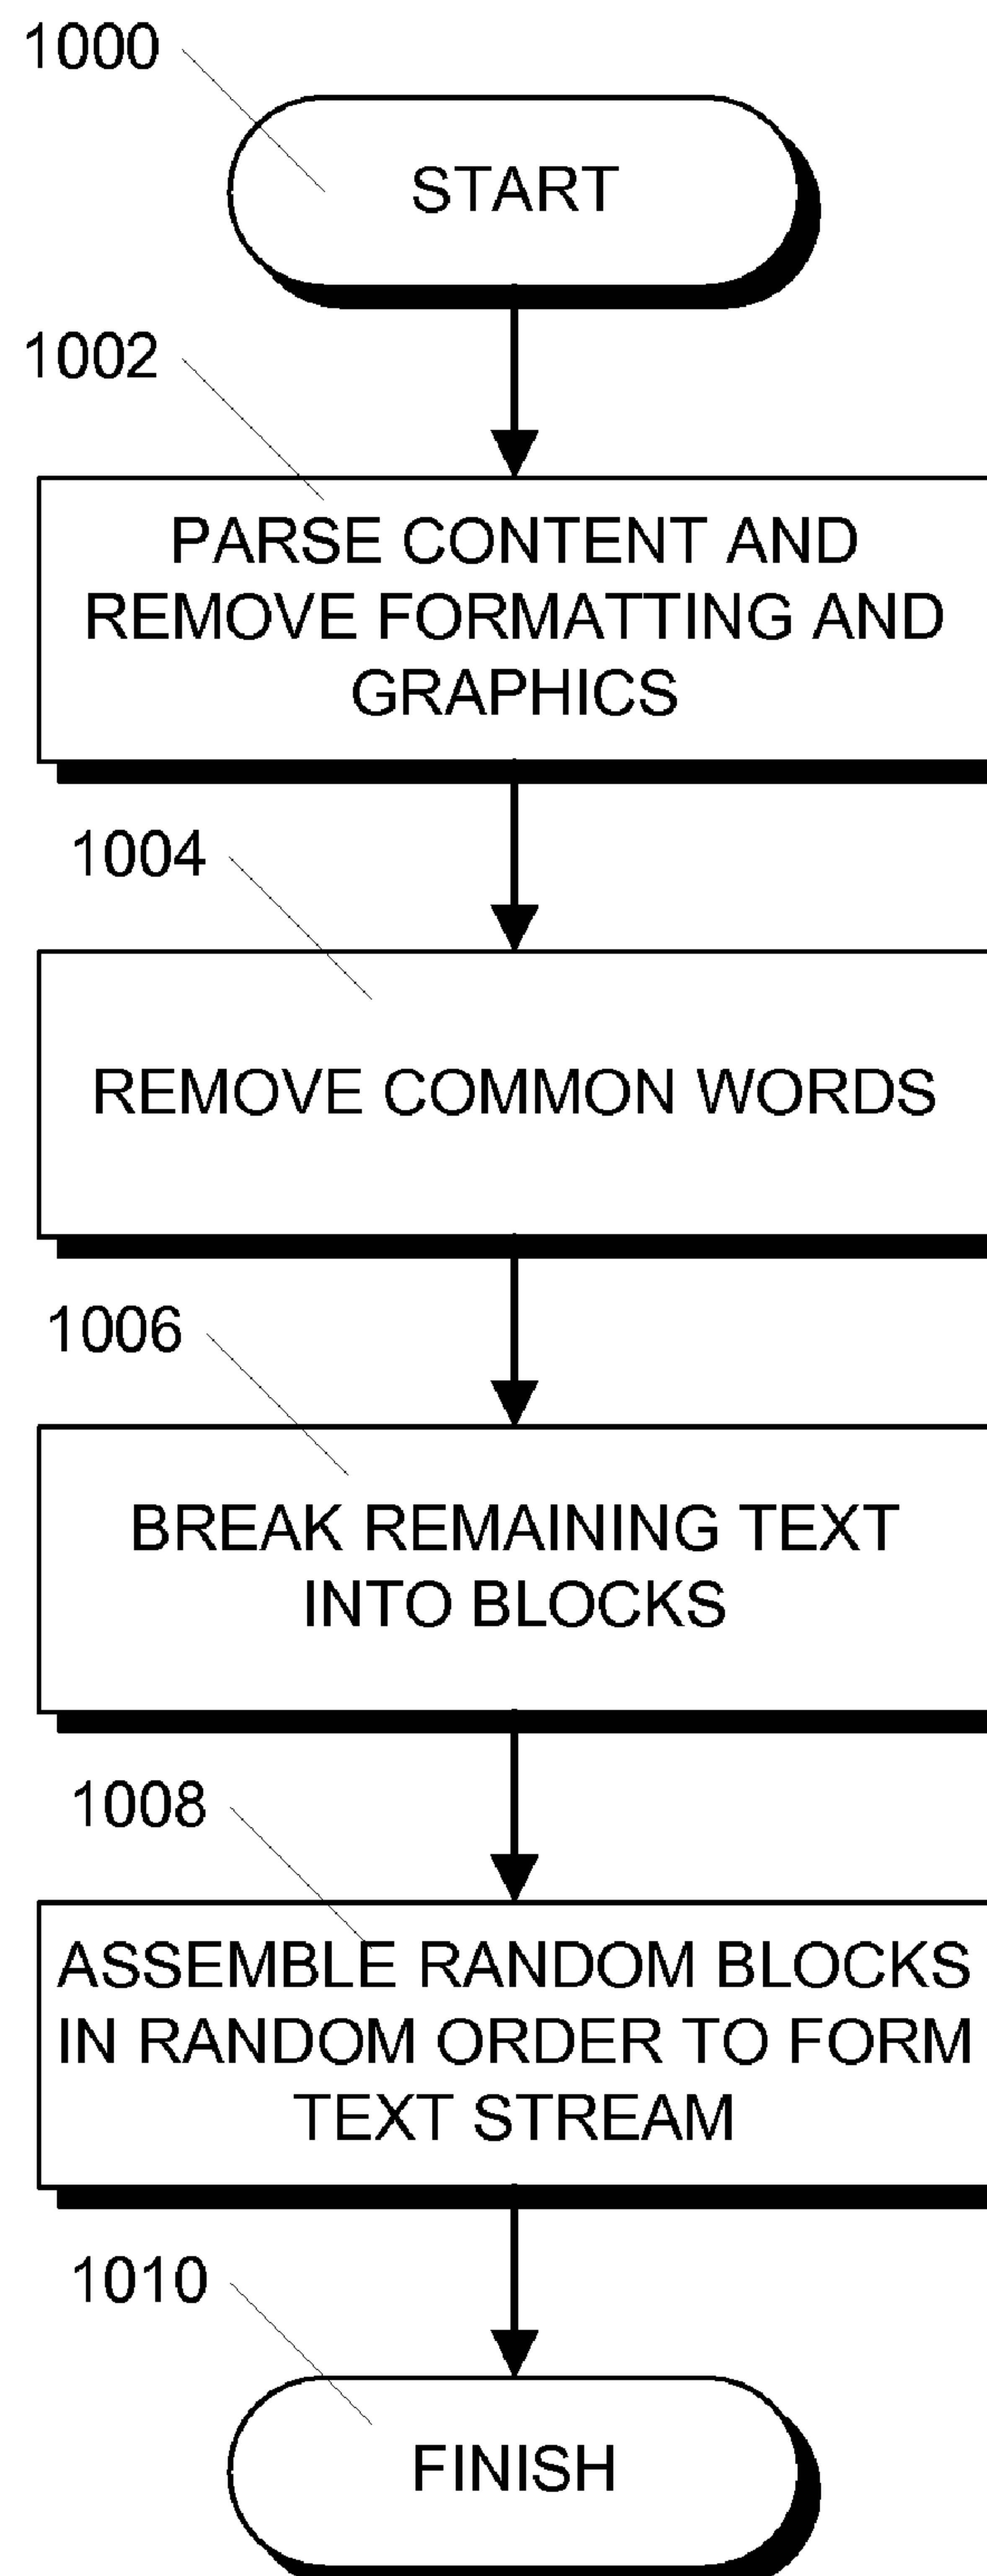 1000
START
1002
PARSE CONTENT AND
REMOVE FORMATTING AND
GRAPHICS
1004
REMOVE COMMON WORDS
1006
BREAK REMAINING TEXT
INTO BLOCKS
1008
ASSEMBLE RANDOM BLOCKS
IN RANDOM ORDER TO FORM
TEXT STREAM
1010
FINISH